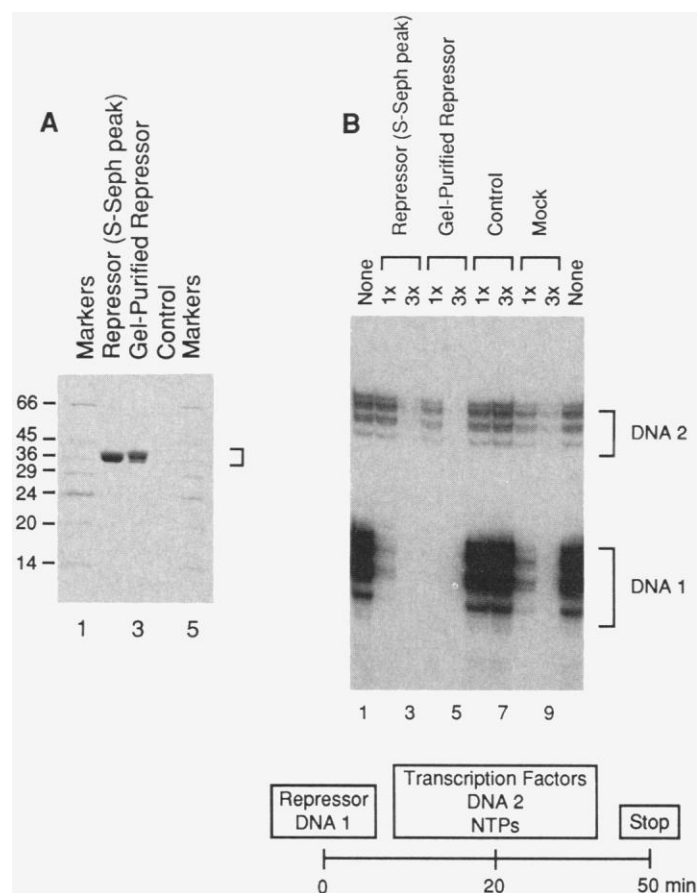 A
Markers
Repressor (S-Seph peak)
Gel-Purified Repressor
Control
Markers
66
45
36
29
24
20
14
1 3 5
B
Repressor (S-Seph peak)
Gel-Purified Repressor
Control
Mock
None
1x
3x
1x
3x
1x
3x
1x
3x
None
DNA 2
DNA 1
1 3 5 7 9
Repressor
DNA 1
Transcription Factors
DNA 2
NTPs
Stop
0 20 50 min